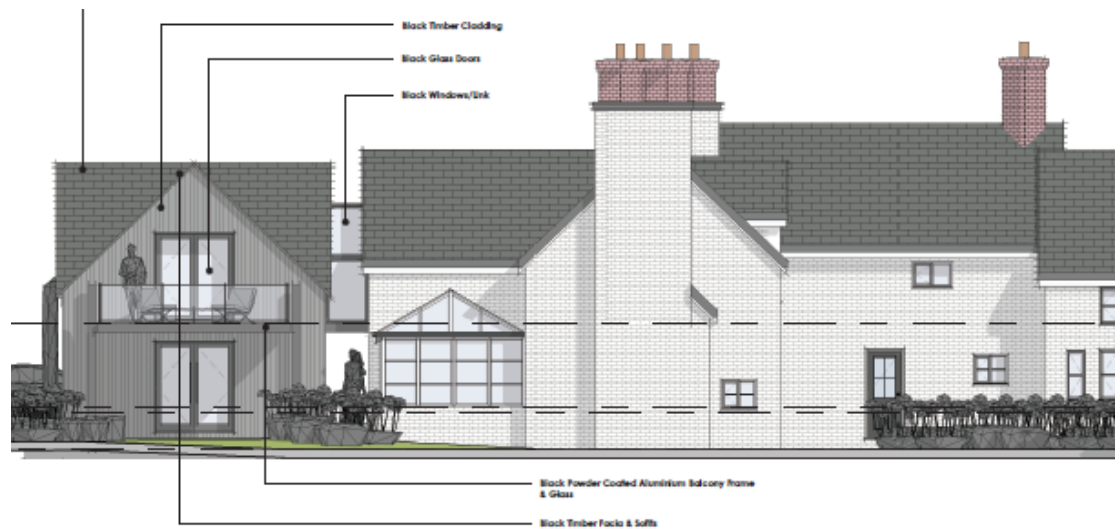 Black Timber Cladding
Black Glass Doors
Black Windows/Link
Black Powder Coated Aluminium Balcony Frame
& Glass
Black Timber Facia & Soffits